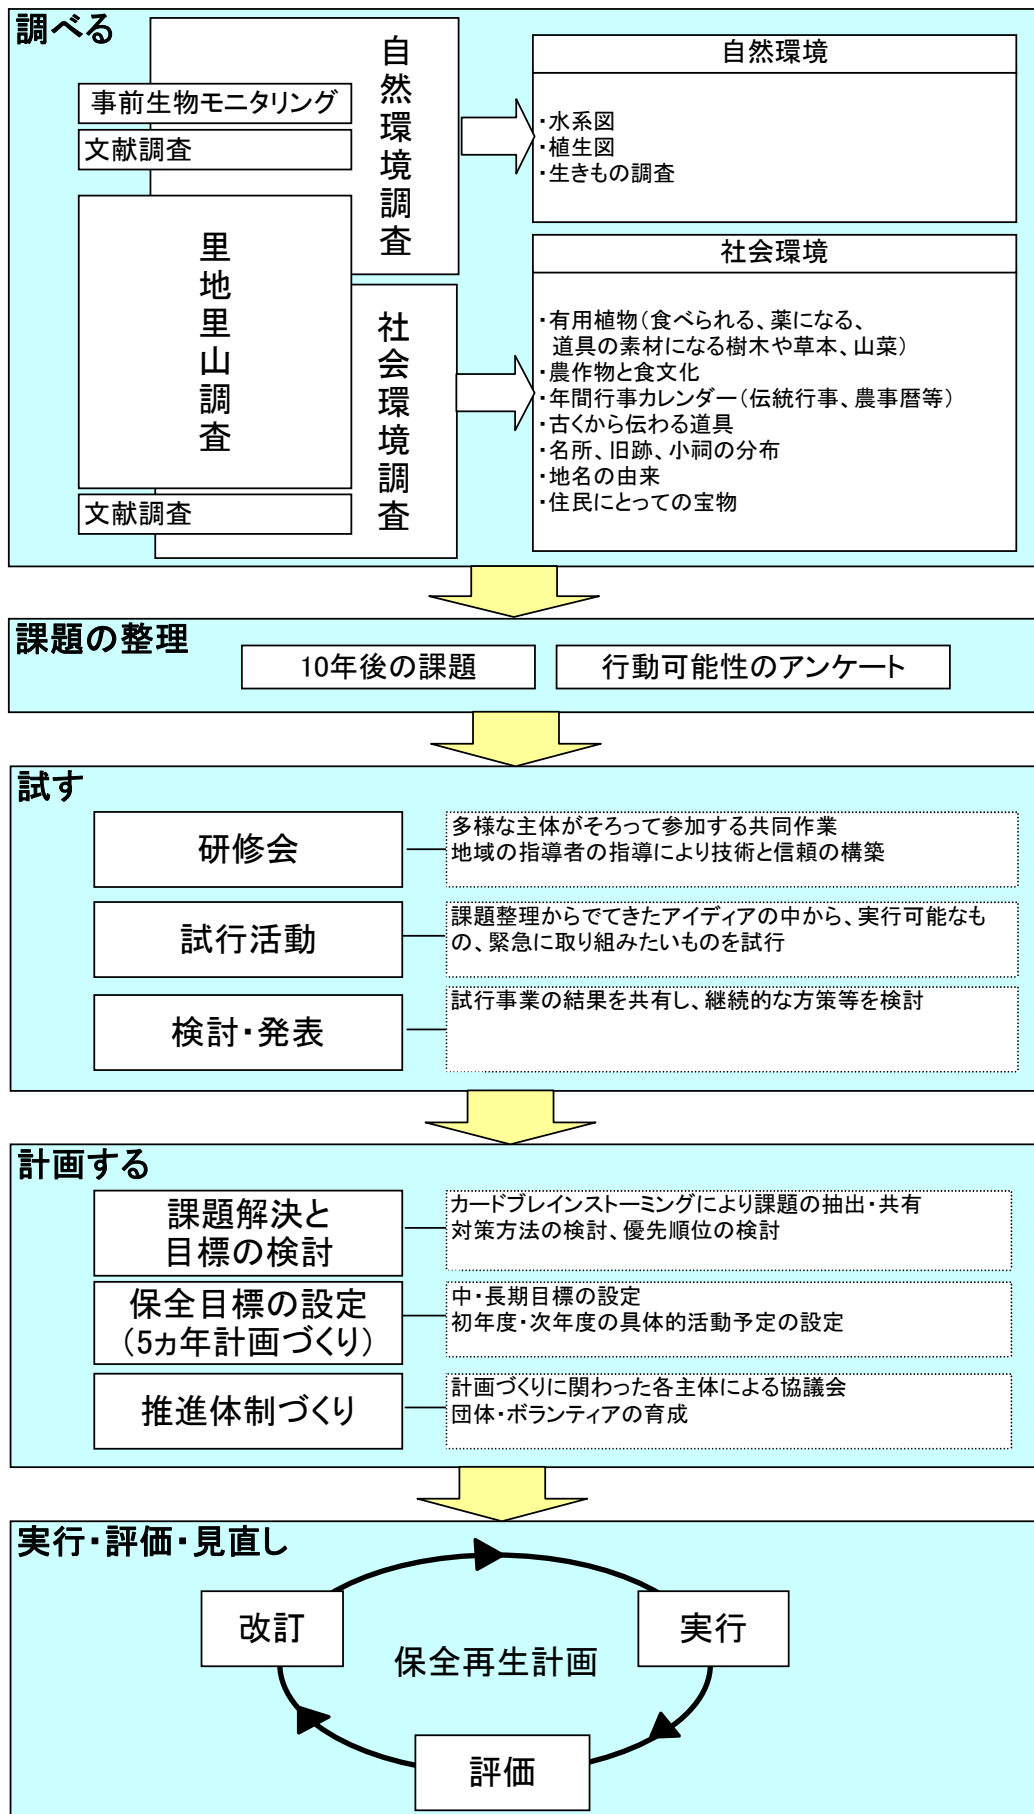 調べる
自然環境調査
事前生物モニタリング
文献調査
里地里山調査
社会環境調査
文献調査
自然環境
・水系図
・植生図
・生きもの調査
社会環境
・有用植物(食べられる、薬になる、
道具の素材になる樹木や草本、山菜)
・農作物と食文化
・年間行事カレンダー(伝統行事、農事暦等)
・古くから伝わる道具
・名所、旧跡、小祠の分布
・地名の由来
・住民にとっての宝物
課題の整理
10年後の課題
行動可能性のアンケート
試す
研修会
多様な主体がそろって参加する共同作業
地域の指導者の指導により技術と信頼の構築
試行活動
課題整理からでてきたアイディアの中から、実行可能なも
の、緊急に取り組みたいものを試行
検討・発表
試行事業の結果を共有し、継続的な方策等を検討
計画する
課題解決と
目標の検討
カードブレインストーミングにより課題の抽出・共有
対策方法の検討、優先順位の検討
保全目標の設定
(5ヵ年計画づくり)
中・長期目標の設定
初年度・次年度の具体的活動予定の設定
推進体制づくり
計画づくりに関わった各主体による協議会
団体・ボランティアの育成
実行・評価・見直し
改訂
実行
保全再生計画
評価